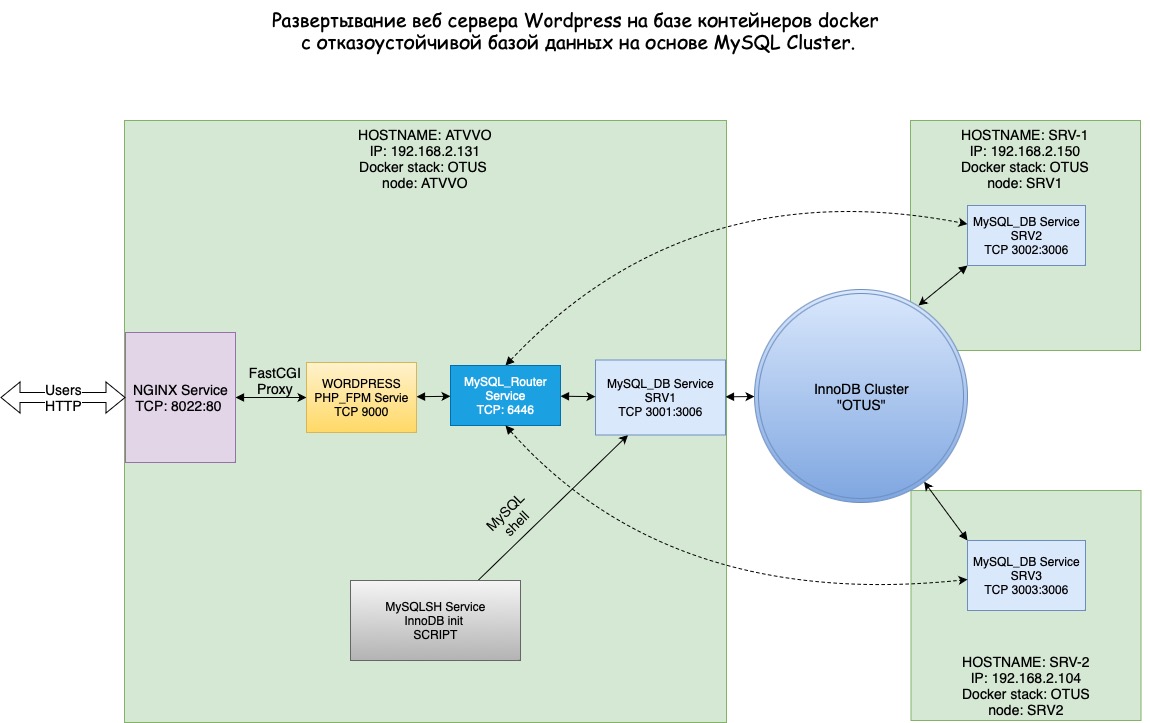 Развертывание веб сервера Wordpress на базе контейнеров docker
с отказоустойчивой базой данных на основе MySQL Cluster.
HOSTNAME: ATVVO
IP: 192.168.2.131
Docker stack: OTUS
node: ATVVO
HOSTNAME: SRV-1
IP: 192.168.2.150
Docker stack: OTUS
node: SRV1
MySQL_DB Service
SRV2
TCP 3002:3006
Users
HTTP
NGINX Service
TCP: 8022:80
FastCGI
Proxy
WORDPRESS
PHP_FPM Servie
TCP 9000
MySQL_Router
Service
TCP: 6446
MySQL_DB Service
SRV1
TCP 3001:3006
InnoDB Cluster
"OTUS"
MySQL
shell
MySQLSH Service
InnoDB init
SCRIPT
MySQL_DB Service
SRV3
TCP 3003:3006
HOSTNAME: SRV-2
IP: 192.168.2.104
Docker stack: OTUS
node: SRV2